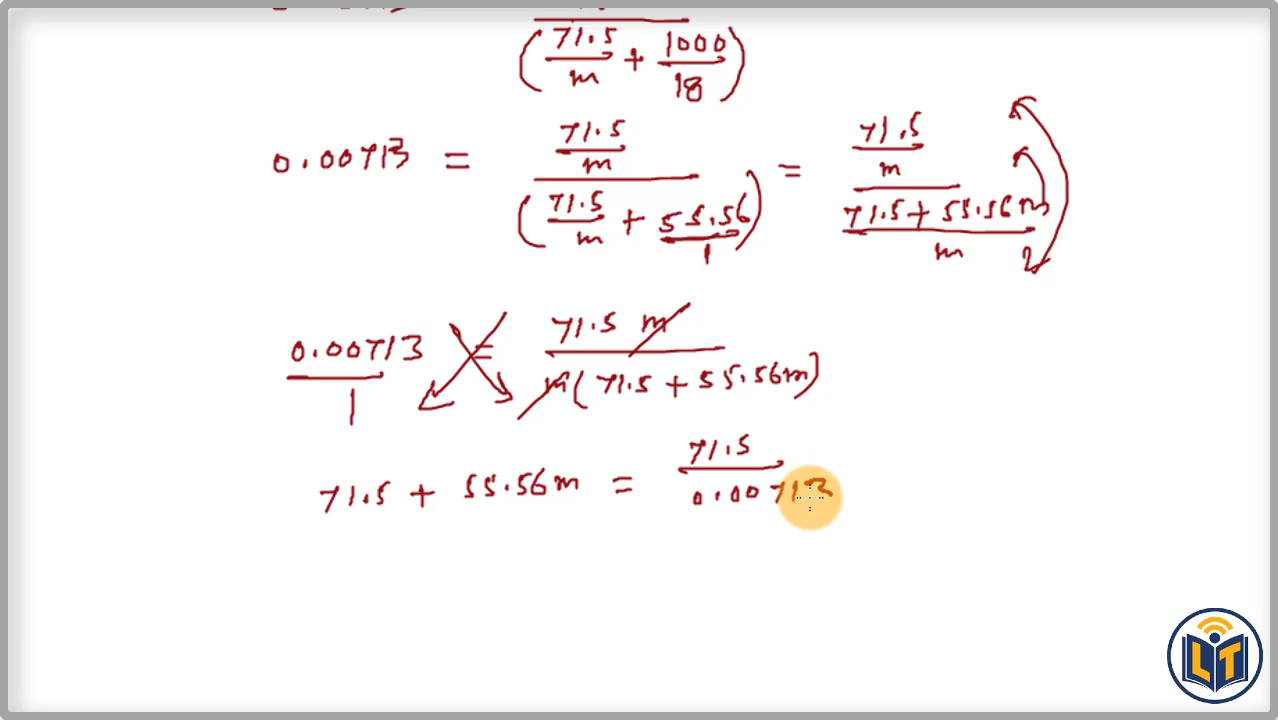 (71.5/m + 1000/18)
0.00713 = (71.5/m)/(71.5/m + 55.56/1) = (71.5/m)/((71.5 + 55.56m)/m)
0.00713/1 = 71.5 m/m(71.5 + 55.56m)
71.5 + 55.56m = 71.5/0.00713
LT